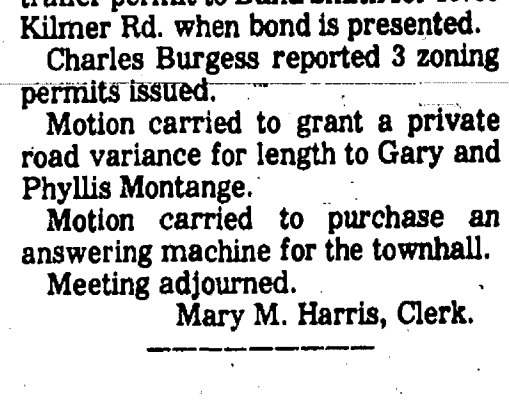 Kilmer Rd. when bond is presented.
Charles Burgess reported 3 zoning
permits issued.
Motion carried to grant a private
road variance for length to Gary and
Phyllis Montange.
Motion carried to purchase an
answering machine for the townhall.
Meeting adjourned.
Mary M. Harris, Clerk.